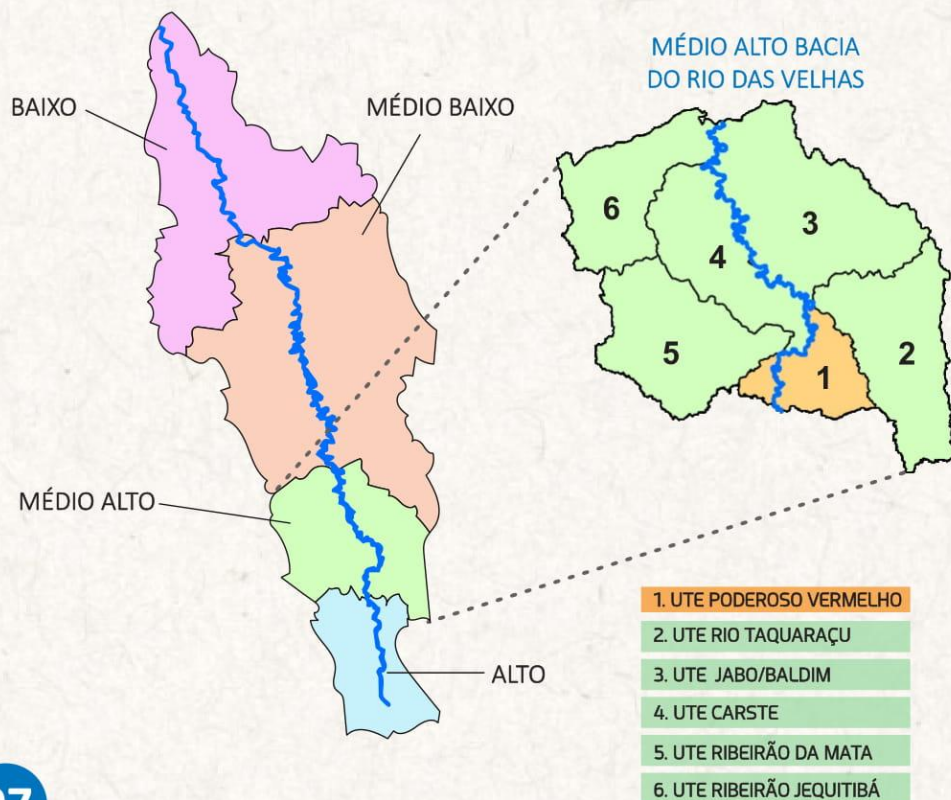 MÉDIO ALTO BACIA
DO RIO DAS VELHAS
BAIXO
MÉDIO BAIXO
6
3
4
5
1
2
MÉDIO ALTO
ALTO
1. UTE PODEROSO VERMELHO
2. UTE RIO TAQUARAÇU
3. UTE JABO/BALDIM
4. UTE CARSTE
5. UTE RIBEIRÃO DA MATA
6. UTE RIBEIRÃO JEQUITIBÁ